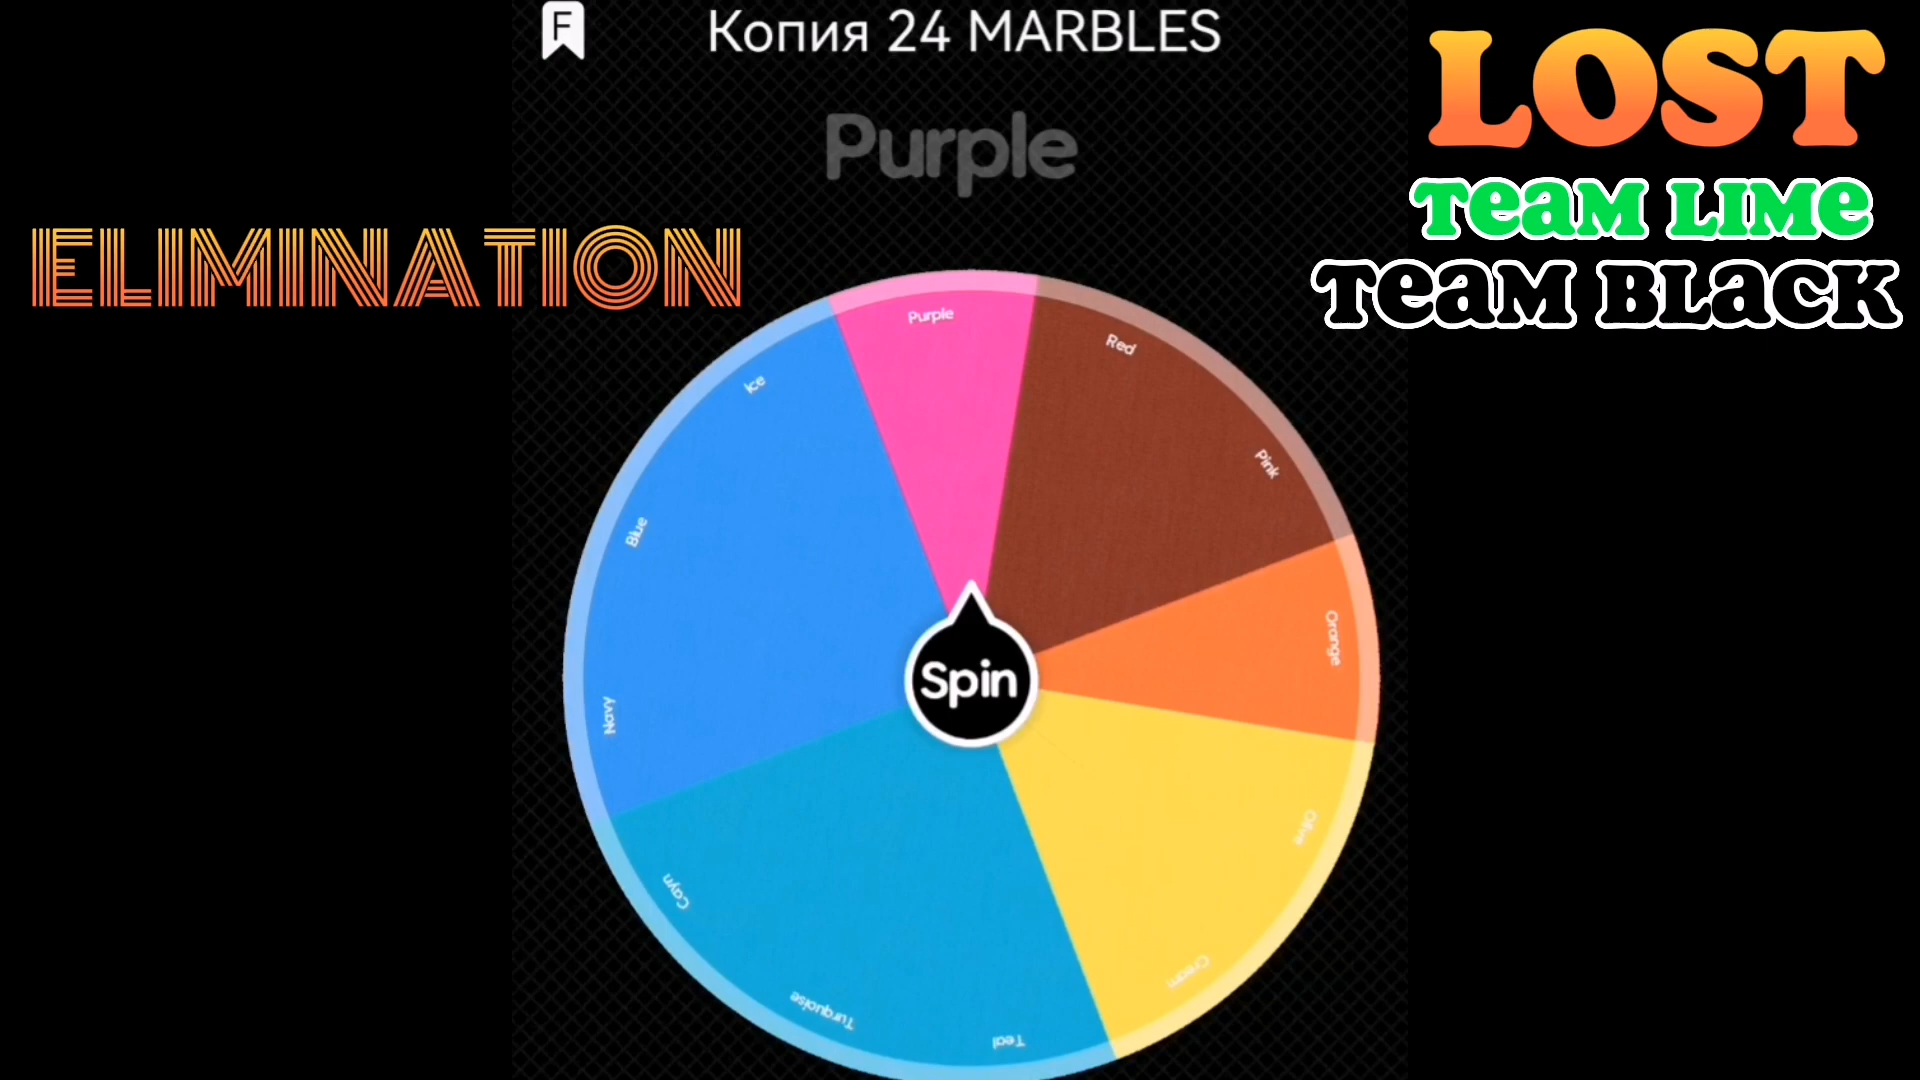 F
Копия 24 MARBLES
Purple
LOST
TEAM LIME
TEAM BLACK
ELIMINATION
Purple
Red
Pink
Orange
Olive
Cream
Teal
Turquoise
Cayn
Navy
Blue
Ice
Spin